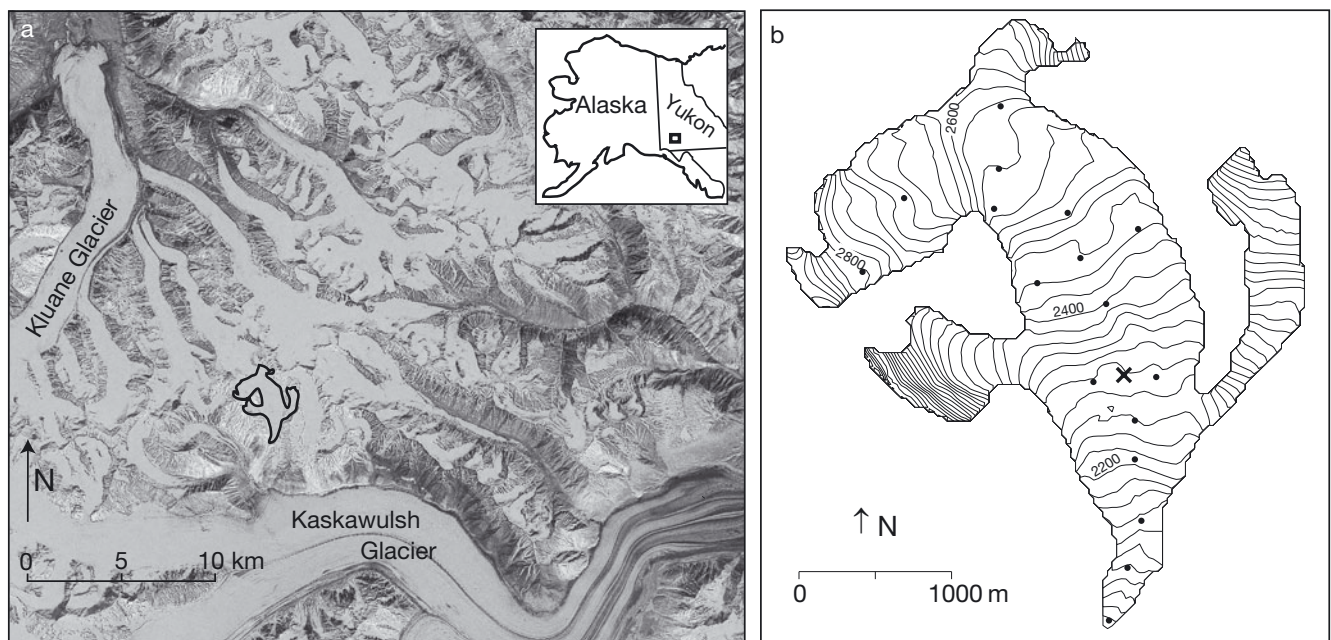 a
Alaska
Yukon
Kluane Glacier
N
Kaskawulsh
Glacier
0 5 10 km
b
2600
2800
2400
2200
↑ N
0 1000 m